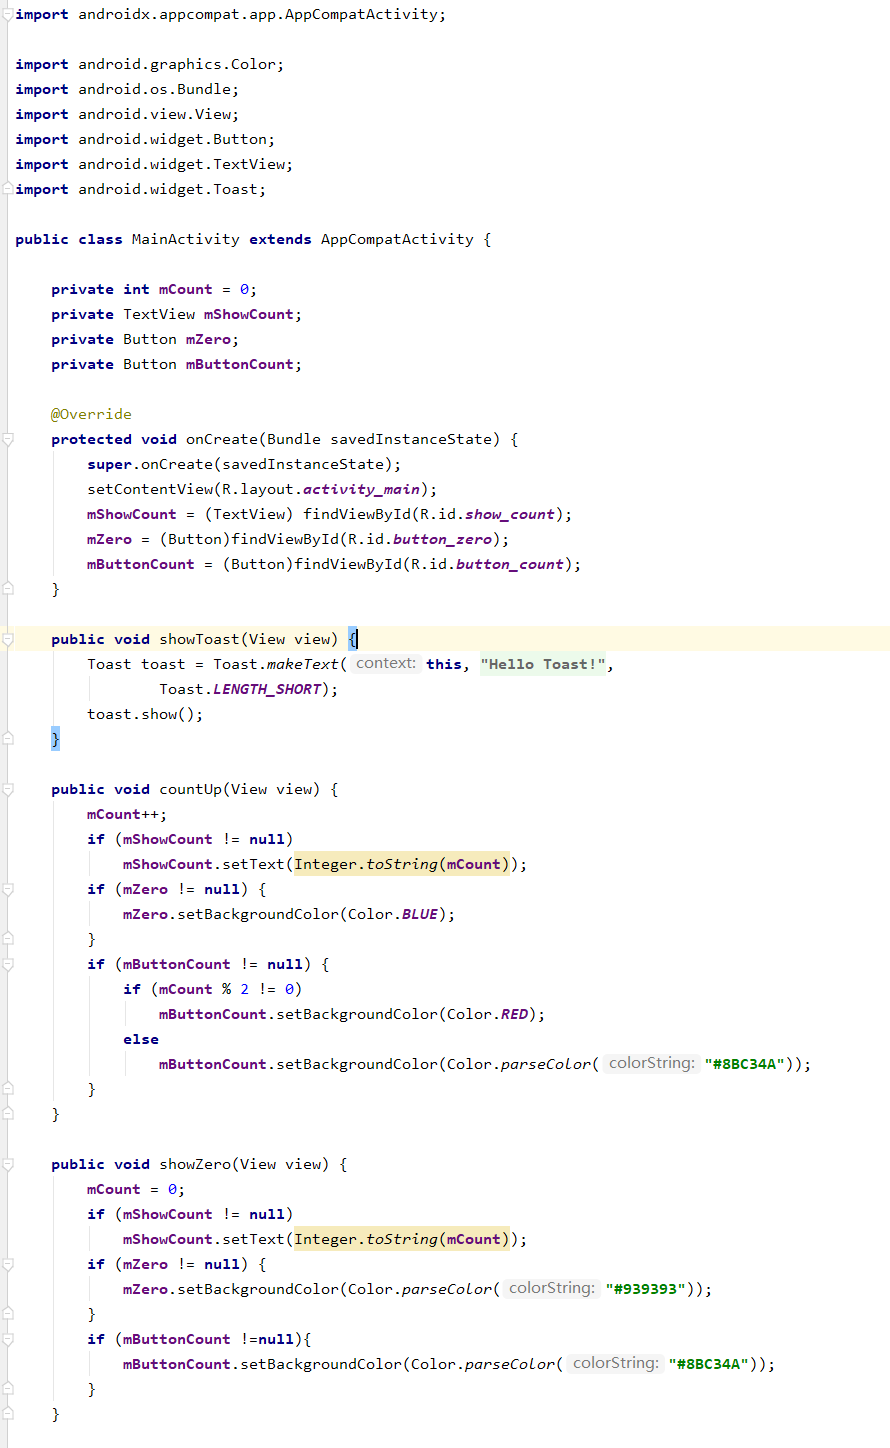 import androidx.appcompat.app.AppCompatActivity;
import android.graphics.Color;
import android.os.Bundle;
import android.view.View;
import android.widget.Button;
import android.widget.TextView;
import android.widget.Toast;
public class MainActivity extends AppCompatActivity {
    private int mCount = 0;
    private TextView mShowCount;
    private Button mZero;
    private Button mButtonCount;
    @Override
    protected void onCreate(Bundle savedInstanceState) {
        super.onCreate(savedInstanceState);
        setContentView(R.layout.activity_main);
        mShowCount = (TextView) findViewById(R.id.show_count);
        mZero = (Button)findViewById(R.id.button_zero);
        mButtonCount = (Button)findViewById(R.id.button_count);
    }
    public void showToast(View view) {
        Toast toast = Toast.makeText( context: this, "Hello Toast!",
                Toast.LENGTH_SHORT);
        toast.show();
    }
    public void countUp(View view) {
        mCount++;
        if (mShowCount != null)
            mShowCount.setText(Integer.toString(mCount));
        if (mZero != null) {
            mZero.setBackgroundColor(Color.BLUE);
        }
        if (mButtonCount != null) {
            if (mCount % 2 != 0)
                mButtonCount.setBackgroundColor(Color.RED);
            else
                mButtonCount.setBackgroundColor(Color.parseColor( colorString: "#8BC34A"));
        }
    }
    public void showZero(View view) {
        mCount = 0;
        if (mShowCount != null)
            mShowCount.setText(Integer.toString(mCount));
        if (mZero != null) {
            mZero.setBackgroundColor(Color.parseColor( colorString: "#939393"));
        }
        if (mButtonCount !=null){
            mButtonCount.setBackgroundColor(Color.parseColor( colorString: "#8BC34A"));
        }
    }